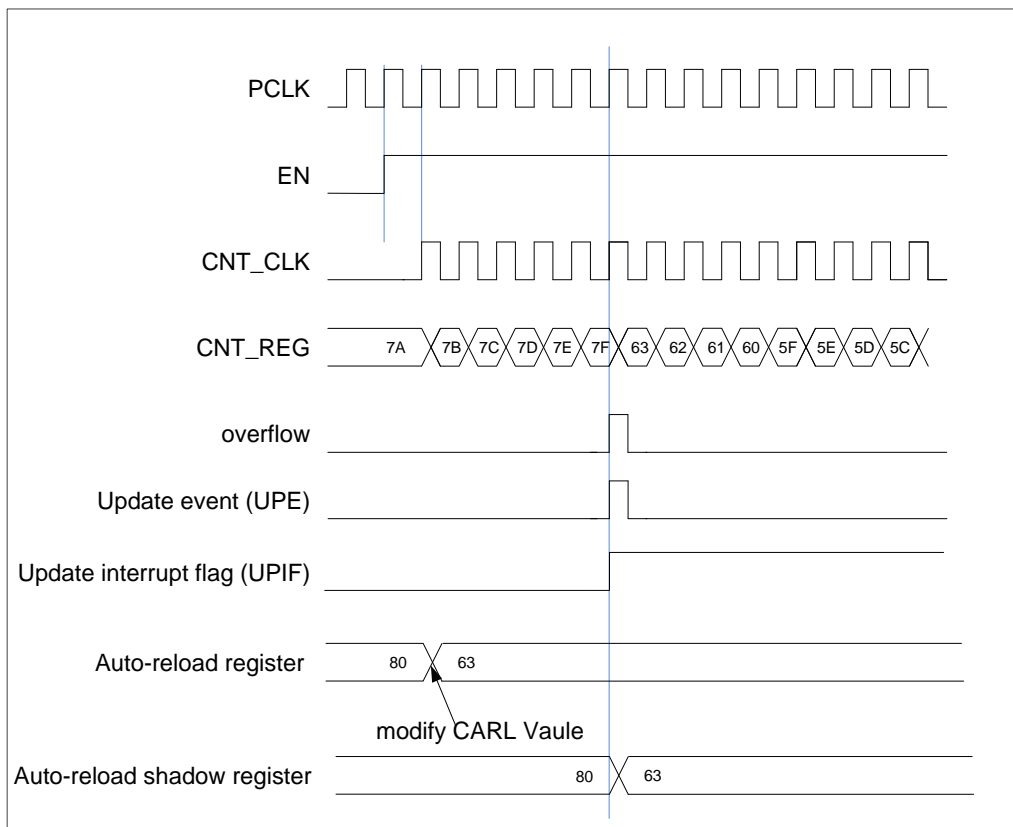 PCLK
EN
CNT_CLK
CNT_REG 7A 7B 7C 7D 7E 7F 63 62 61 60 5F 5E 5D 5C
overflow
Update event (UPE)
Update interrupt flag (UPIF)
Auto-reload register 80 63
modify CARL Vaule
Auto-reload shadow register 80 63